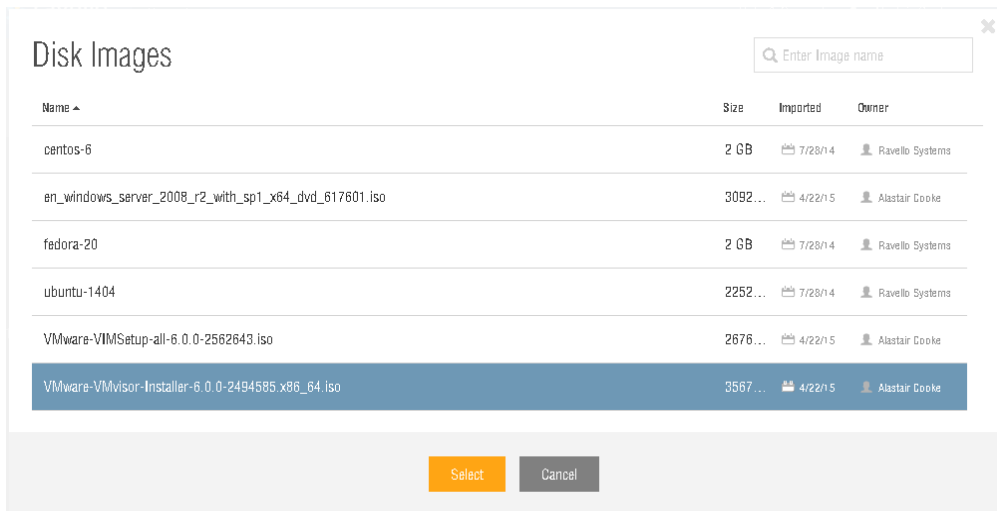 Disk Images
Enter Image name
Name Size Imported Owner
centos-6 2 GB 7/28/14 Ravello Systems
en_windows_server_2008_r2_with_sp1_x64_dvd_617601.iso 3092... 4/22/15 Alastair Cooke
fedora-20 2 GB 7/28/14 Ravello Systems
ubuntu-1404 2252... 7/28/14 Ravello Systems
VMware-VIMSetup-all-6.0.0-2562643.iso 2676... 4/22/15 Alastair Cooke
VMware-VMvisor-Installer-6.0.0-2494585.x86_64.iso 3567... 4/22/15 Alastair Cooke
Select Cancel